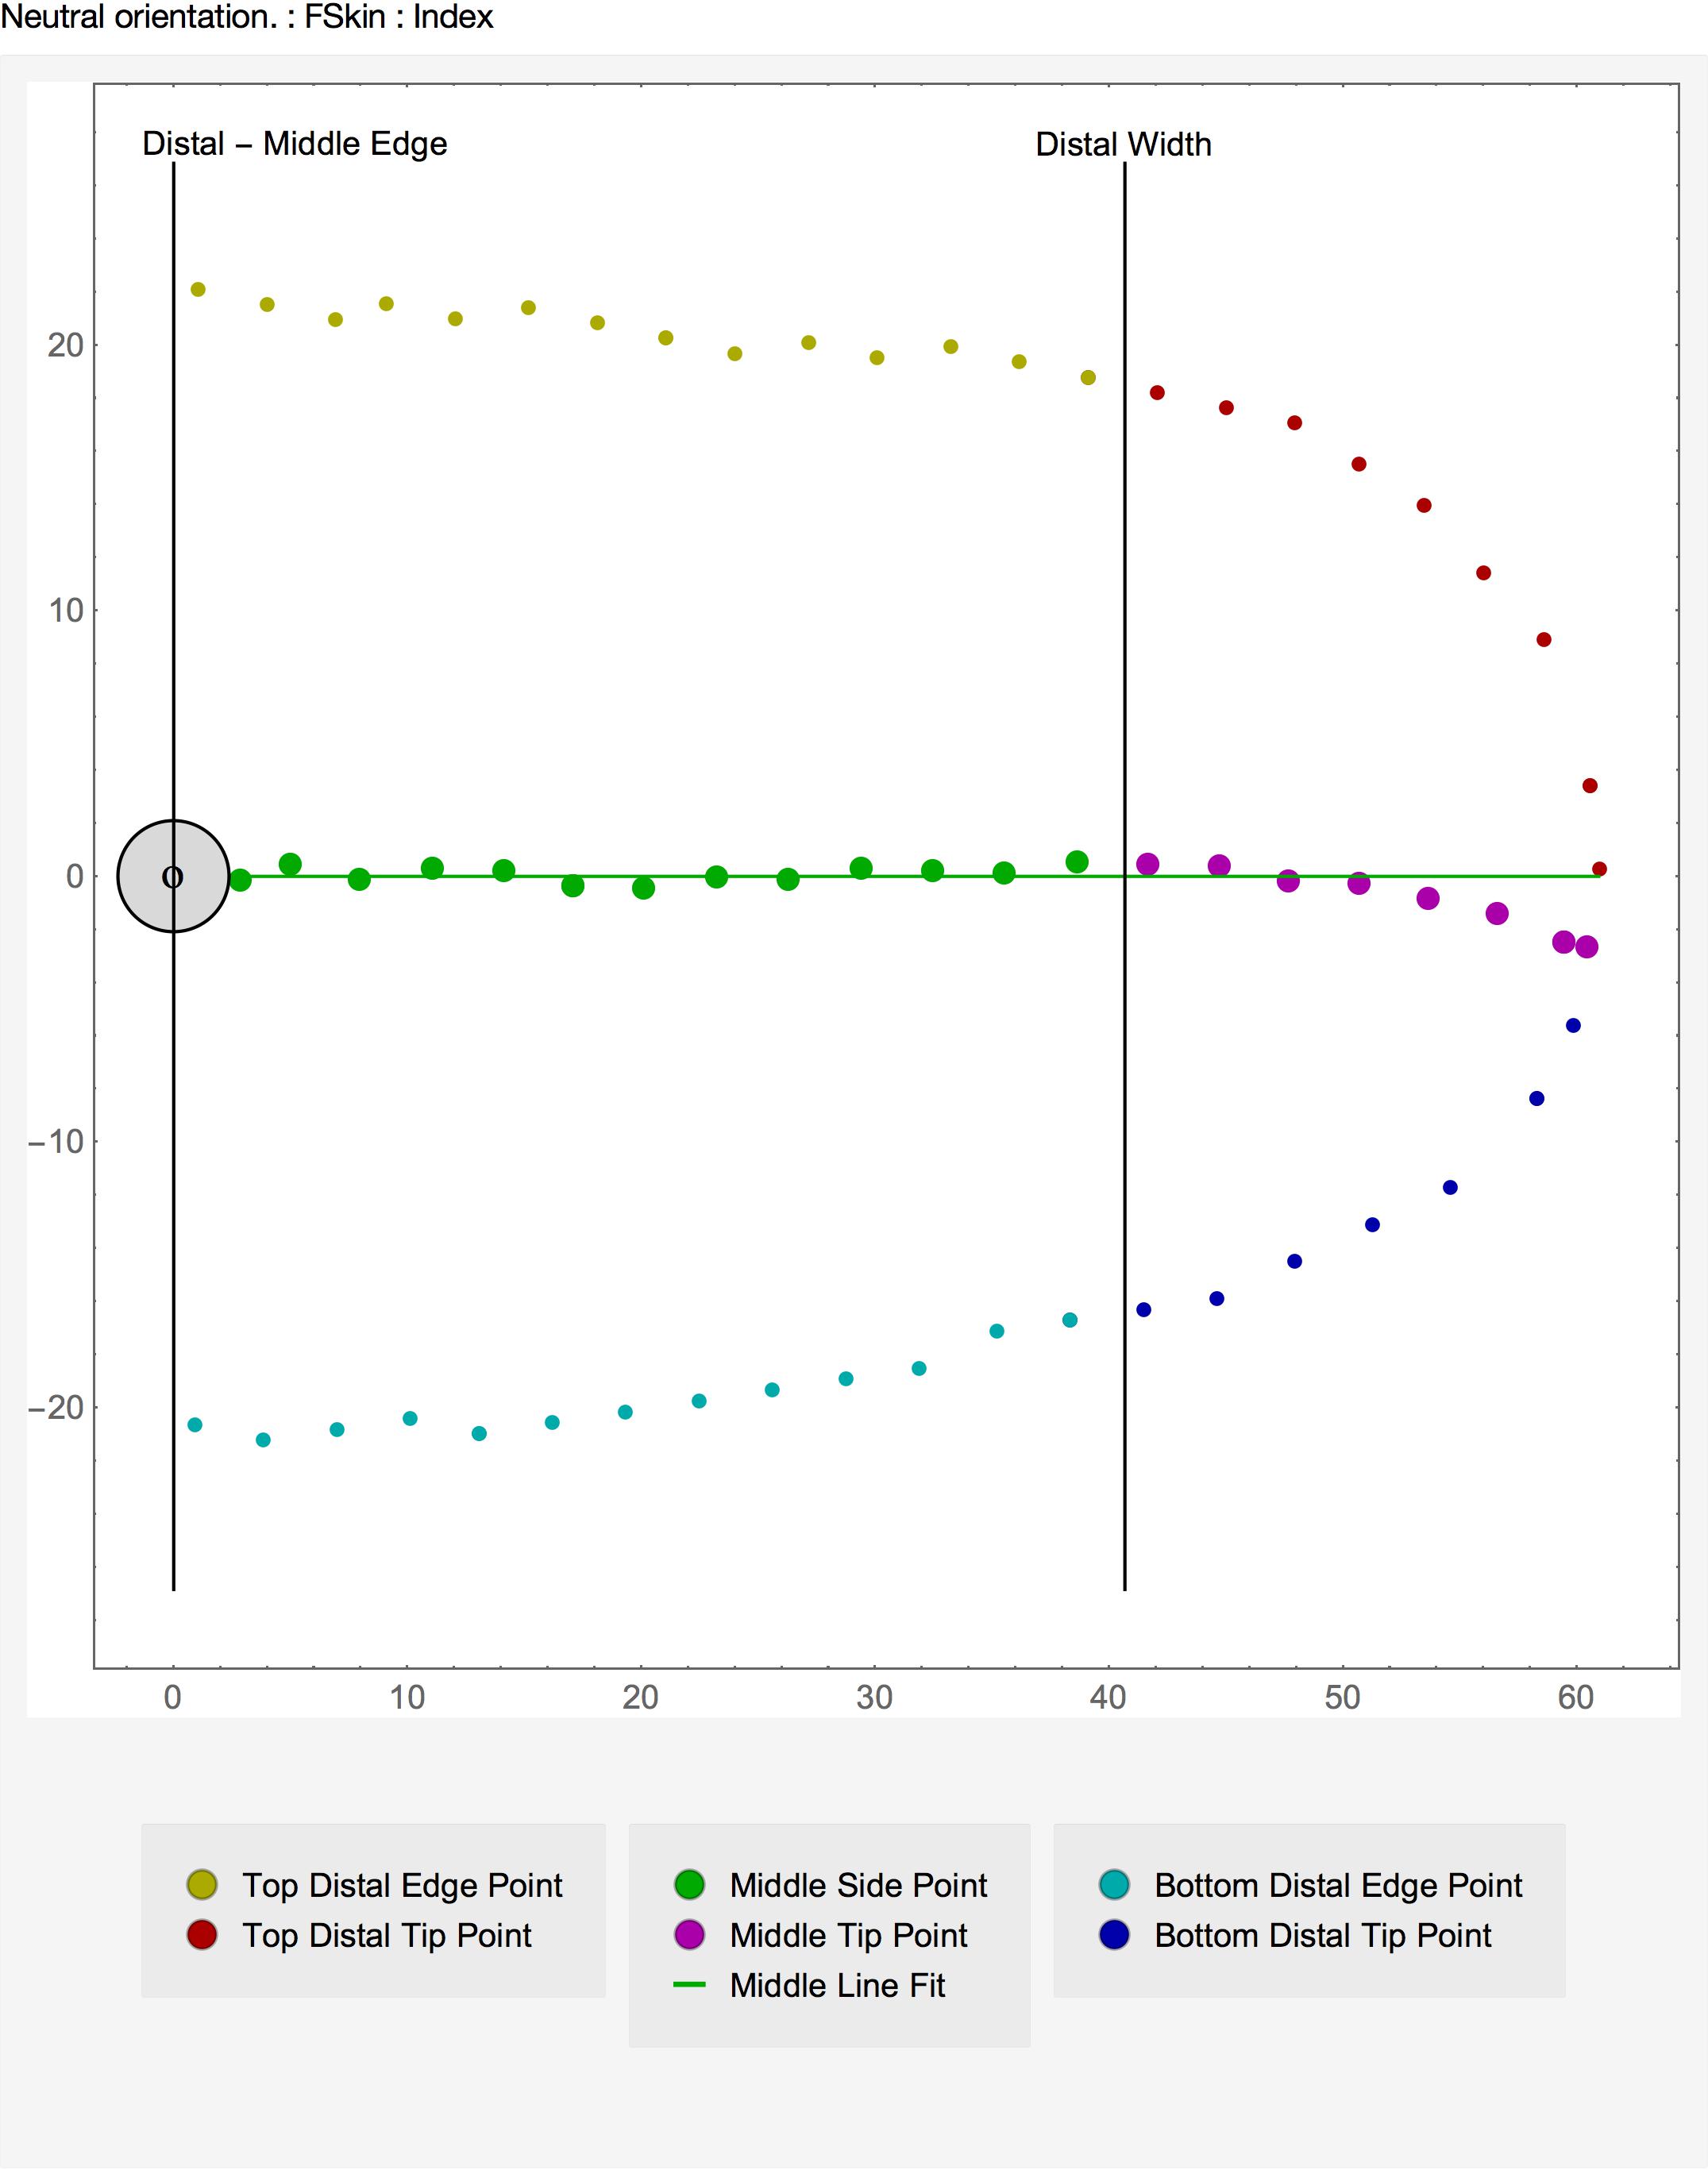 Neutral orientation. : FSkin : Index
Distal – Middle Edge
Distal Width
20
10
0
−10
−20
o
0 10 20 30 40 50 60
Top Distal Edge Point
Top Distal Tip Point
Middle Side Point
Middle Tip Point
Middle Line Fit
Bottom Distal Edge Point
Bottom Distal Tip Point